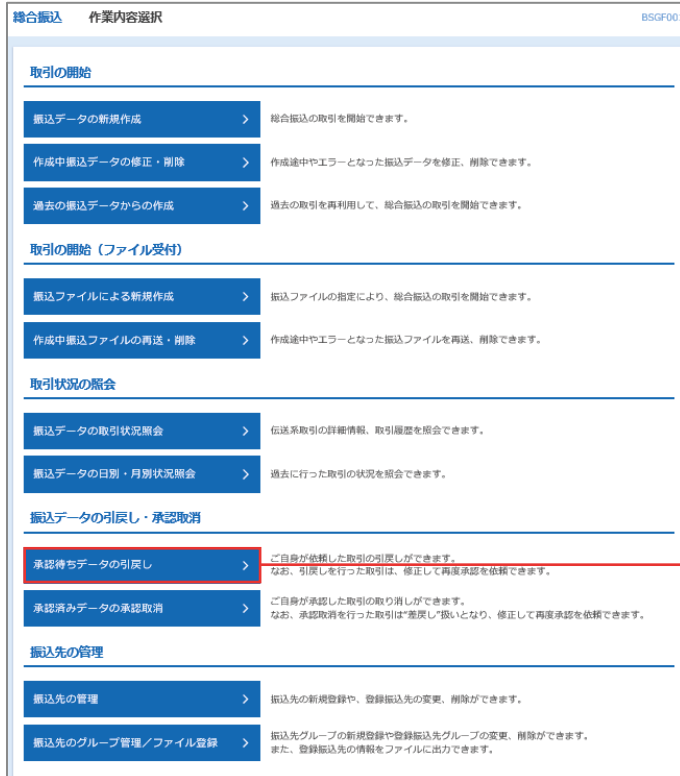 総合振込 作業内容選択 BSGF00
取引の開始
振込データの新規作成 総合振込の取引を開始できます。
作成中振込データの修正・削除 作成途中やエラーとなった振込データを修正、削除できます。
過去の振込データからの作成 過去の取引を再利用して、総合振込の取引を開始できます。
取引の開始（ファイル受付）
振込ファイルによる新規作成 振込ファイルの指定により、総合振込の取引を開始できます。
作成中振込ファイルの再送・削除 作成途中やエラーとなった振込ファイルを再送、削除できます。
取引状況の照会
振込データの取引状況照会 伝送系取引の詳細情報、取引履歴を照会できます。
振込データの日別・月別状況照会 過去に行った取引の状況を照会できます。
振込データの引戻し・承認取消
承認待ちデータの引戻し ご自身が依頼した取引の引戻しができます。
なお、引戻しを行った取引は、修正して再度承認を依頼できます。
承認済みデータの承認取消 ご自身が承認した取引の取り消しができます。
なお、承認取消を行った取引は"差戻し"扱いとなり、修正して再度承認を依頼できます。
振込先の管理
振込先の管理 振込先の新規登録や、登録振込先の変更、削除ができます。
振込先のグループ管理／ファイル登録 振込先グループの新規登録や登録振込先グループの変更、削除ができます。
また、登録振込先の情報をファイルに出力できます。